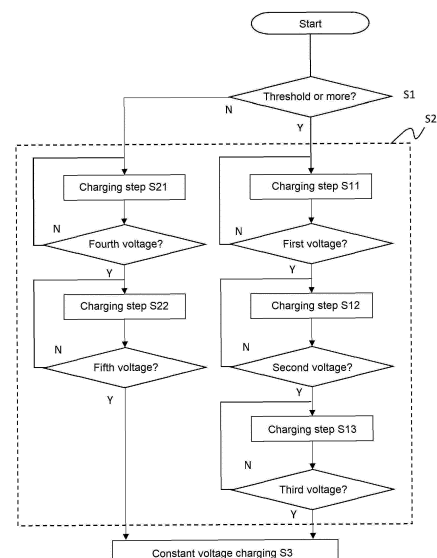 Start
Threshold or more?
S1
N
Y
S2
Charging step S21
Charging step S11
N
Fourth voltage?
N
First voltage?
Y
Y
Charging step S22
Charging step S12
N
Fifth voltage?
N
Second voltage?
Y
Y
Charging step S13
N
Third voltage?
Y
Constant voltage charging S3